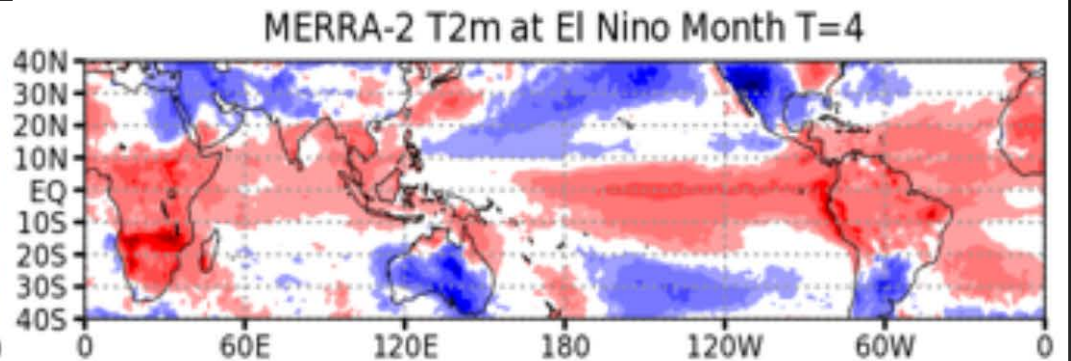 MERRA-2 T2m at El Nino Month T=4
40N
30N
20N
10N
EQ
10S
20S
30S
40S
0 60E 120E 180 120W 60W 0